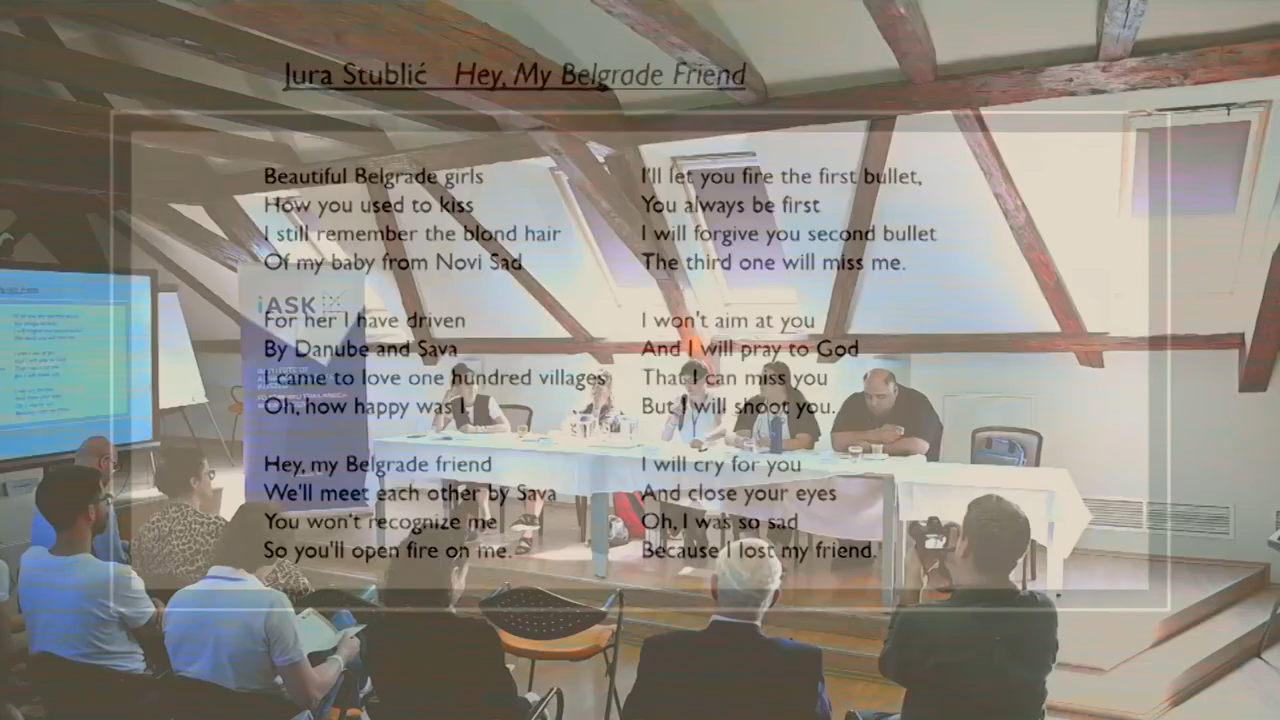 Jura Stublić Hey, My Belgrade Friend
Beautiful Belgrade girls
How you used to kiss
I still remember the blond hair
Of my baby from Novi Sad
For her I have driven
By Danube and Sava
I came to love one hundred villages
Oh, how happy was I.
Hey, my Belgrade friend
We'll meet each other by Sava
You won't recognize me
So you'll open fire on me.
I'll let you fire the first bullet,
You always be first
I will forgive you second bullet
The third one will miss me.
I won't aim at you
And I will pray to God
That I can miss you
But I will shoot you.
I will cry for you
And close your eyes
Oh, I was so sad
Because I lost my friend.
iASK